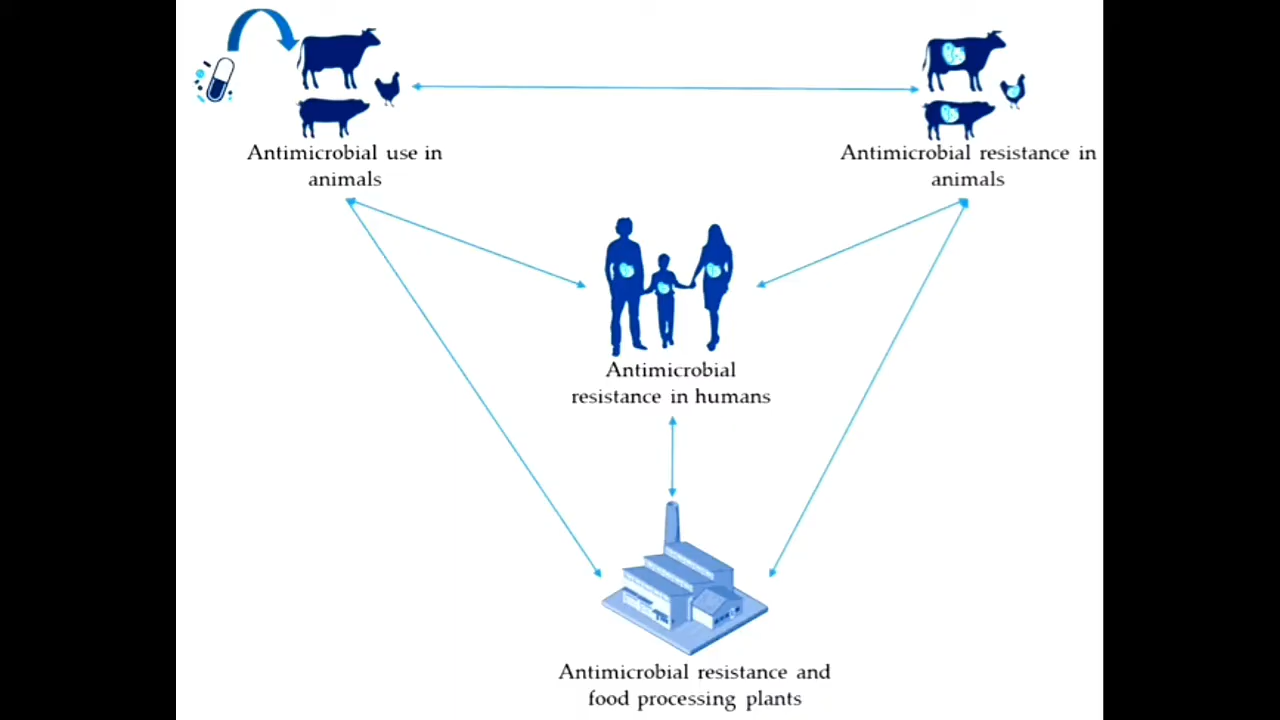 Antimicrobial use in
animals
Antimicrobial resistance in
animals
Antimicrobial
resistance in humans
Antimicrobial resistance and
food processing plants